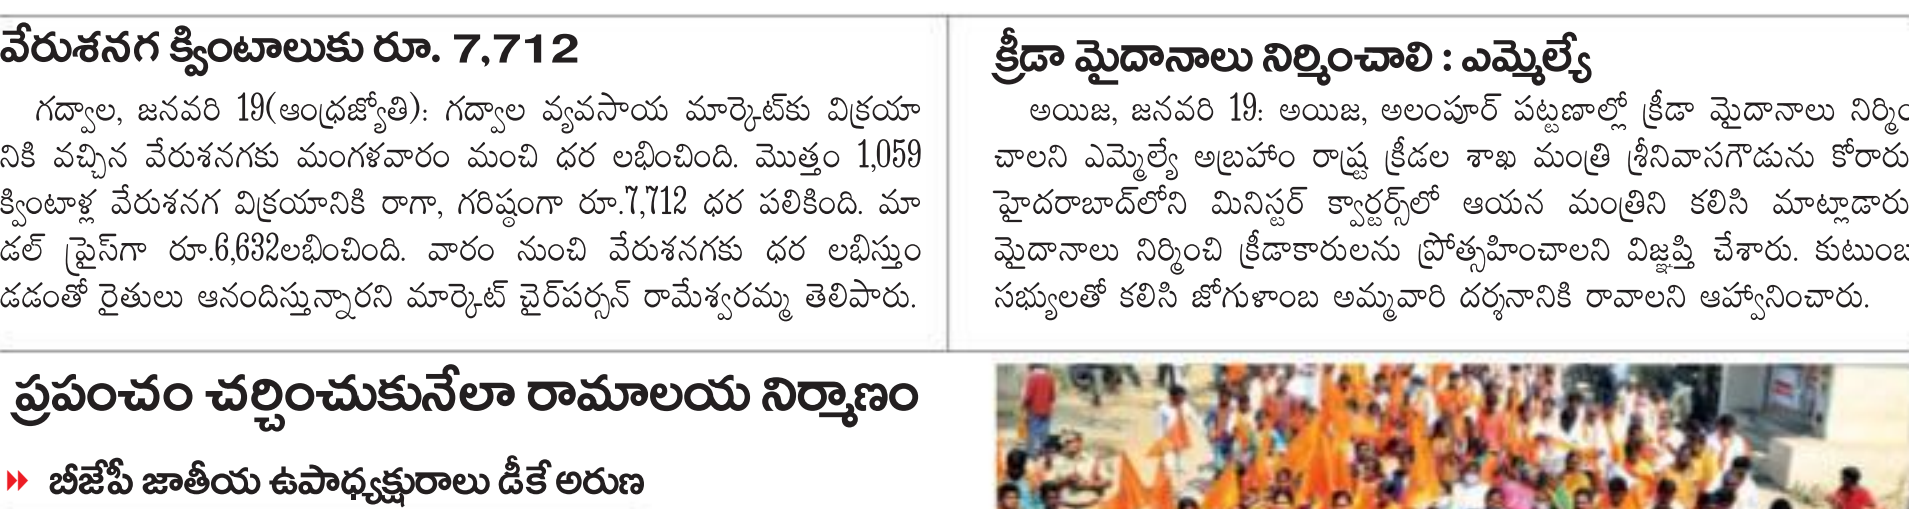 వేరుశనగ క్వింటాలుకు రూ. 7,712
గద్వాల, జనవరి 19(ఆంధ్రజ్యోతి): గద్వాల వ్యవసాయ మార్కెట్‌కు విక్రయా
నికి వచ్చిన వేరుశనగకు మంగళవారం మంచి ధర లభించింది. మొత్తం 1,059
క్వింటాళ్ల వేరుశనగ విక్రయానికి రాగా, గరిష్ఠంగా రూ.7,712 ధర పలికింది. మా
డల్ ప్రైస్‌గా రూ.6,632లభించింది. వారం నుంచి వేరుశనగకు ధర లభిస్తుం
డడంతో రైతులు ఆనందిస్తున్నారని మార్కెట్ చైర్‌పర్సన్ రామేశ్వరమ్మ తెలిపారు.
క్రీడా మైదానాలు నిర్మించాలి : ఎమ్మెల్యే
అయిజ, జనవరి 19: అయిజ, అలంపూర్ పట్టణాల్లో క్రీడా మైదానాలు నిర్మిం
చాలని ఎమ్మెల్యే అబ్రహాం రాష్ట్ర క్రీడల శాఖ మంత్రి శ్రీనివాసగౌడును కోరారు
హైదరాబాద్‌లోని మినిస్టర్ క్వార్టర్స్‌లో ఆయన మంత్రిని కలిసి మాట్లాడారు
మైదానాలు నిర్మించి క్రీడాకారులను ప్రోత్సహించాలని విజ్ఞప్తి చేశారు. కుటుంబ
సభ్యులతో కలిసి జోగుళాంబ అమ్మవారి దర్శనానికి రావాలని ఆహ్వానించారు.
ప్రపంచం చర్చించుకునేలా రామాలయ నిర్మాణం
బీజేపీ జాతీయ ఉపాధ్యక్షురాలు డీకే అరుణ